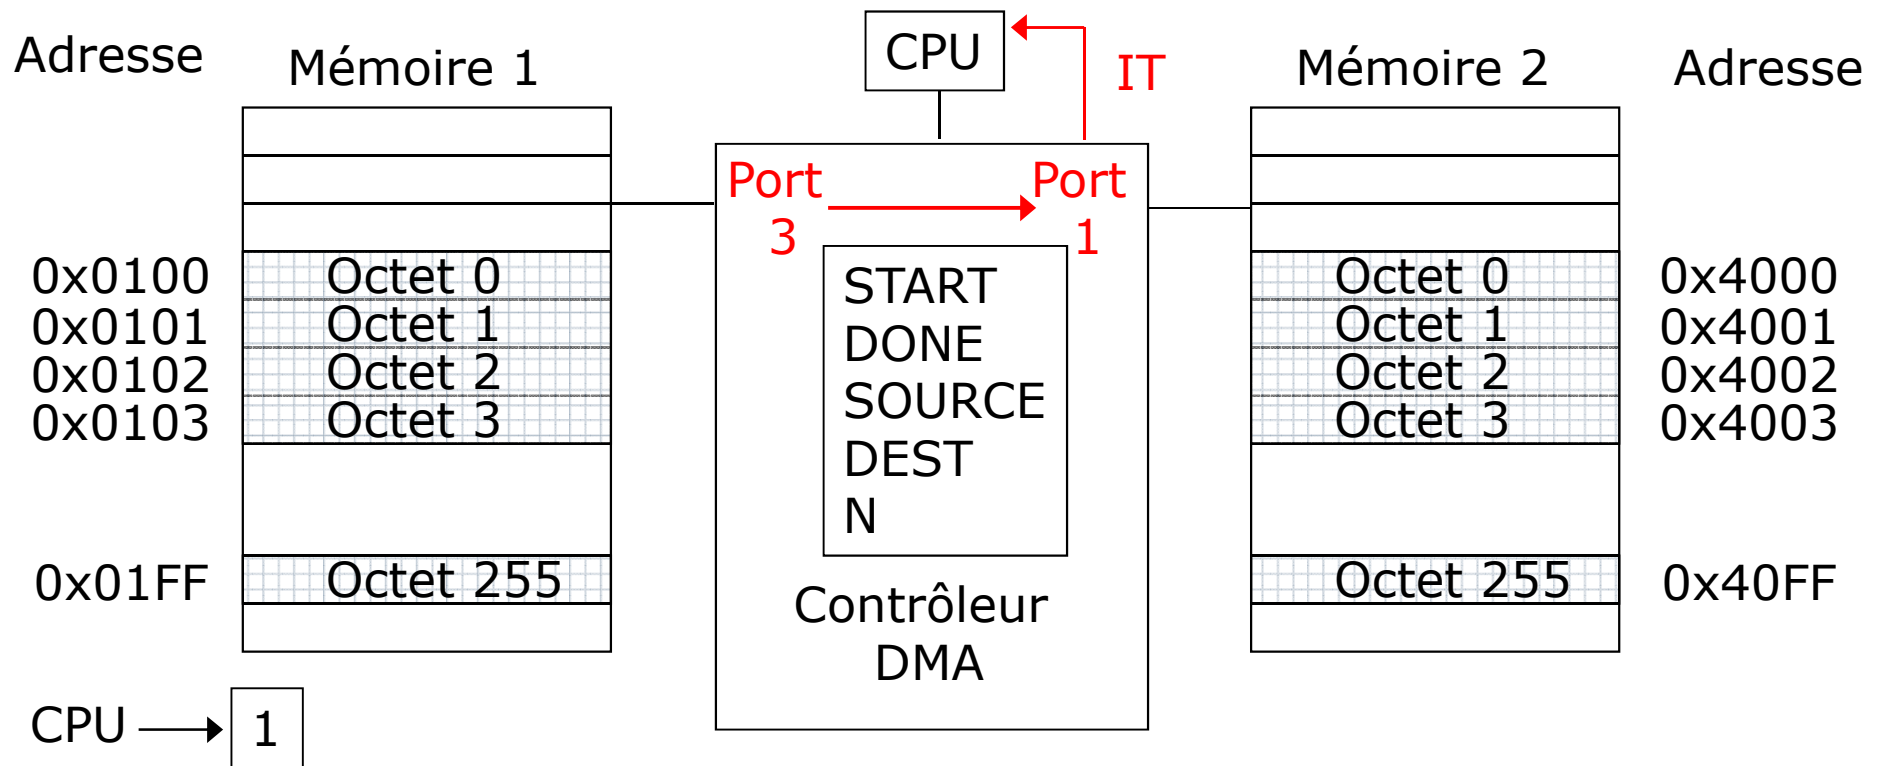 Adresse
Mémoire 1
CPU
IT
Mémoire 2
Adresse
Port
3
Port
1
0x0100
Octet 0
0x0101
Octet 1
0x0102
Octet 2
0x0103
Octet 3
0x01FF
Octet 255
START
DONE
SOURCE
DEST
N
Contrôleur
DMA
Octet 0
0x4000
Octet 1
0x4001
Octet 2
0x4002
Octet 3
0x4003
Octet 255
0x40FF
CPU
1